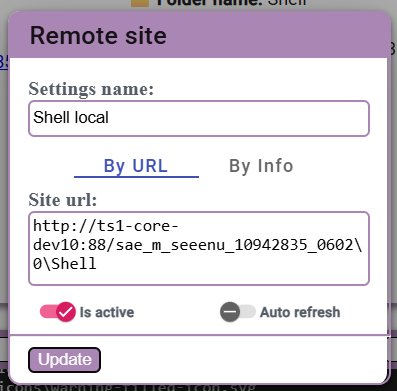 Folder name: Shell
Remote site
Settings name:
Shell local
By URL By Info
Site url:
http://ts1-core-
dev10:88/sae_m_seeenu_10942835_0602\
0\Shell
Is active Auto refresh
Update
icons\warning-filled-icon.svg